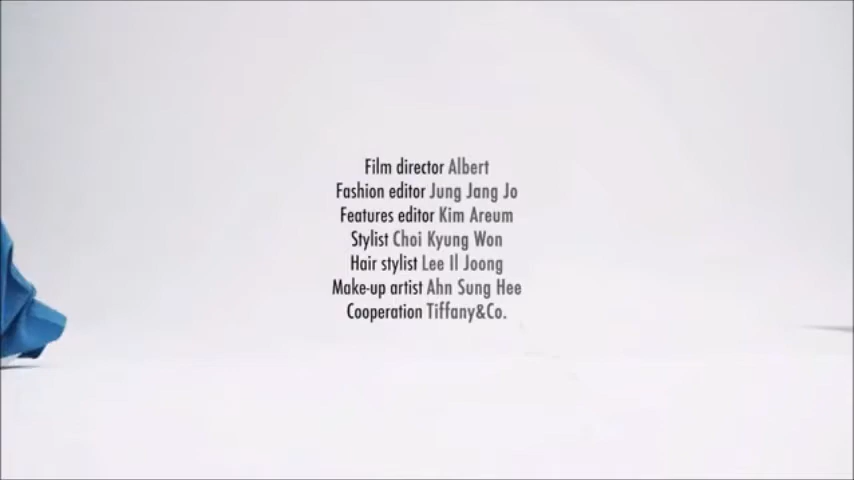 Film director Albert
Fashion editor Jung Jang Jo
Features editor Kim Areum
Stylist Choi Kyung Won
Hair stylist Lee Il Joong
Make-up artist Ahn Sung Hee
Cooperation Tiffany&Co.